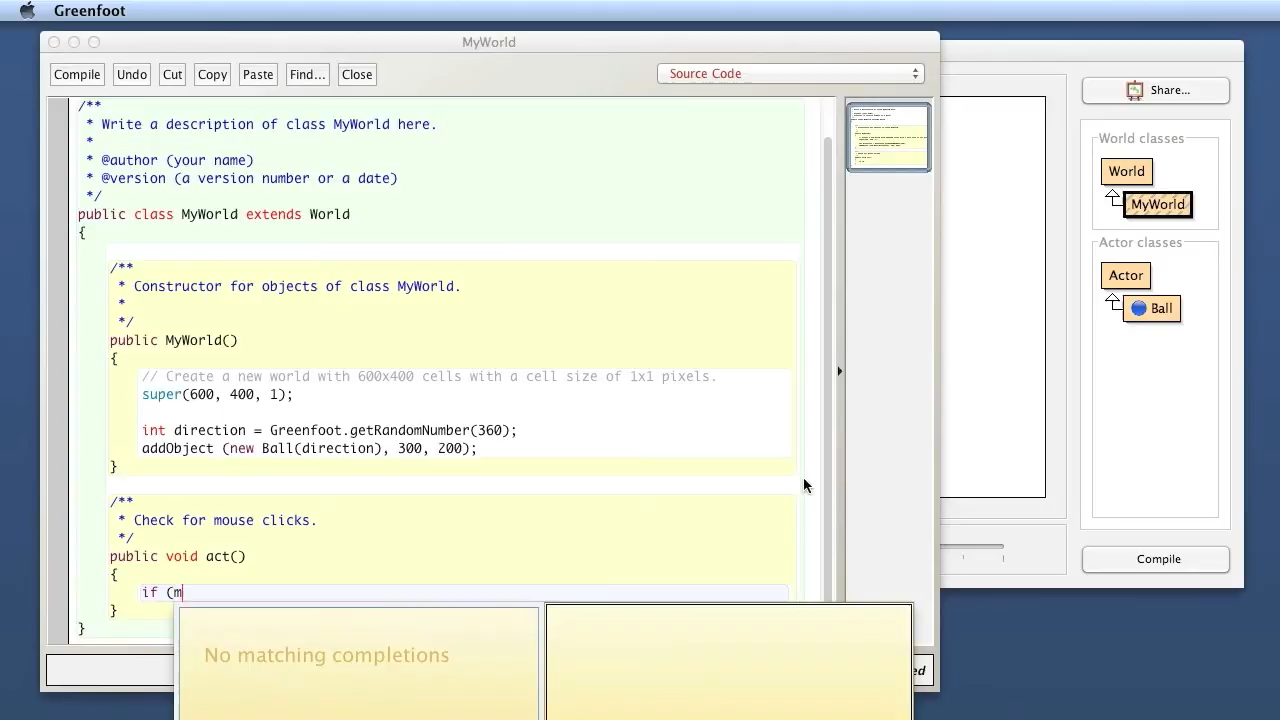 Greenfoot
MyWorld
Compile
Undo
Cut
Copy
Paste
Find...
Close
Source Code
/**
* Write a description of class MyWorld here.
*
* @author (your name)
* @version (a version number or a date)
*/
public class MyWorld extends World
{
/**
* Constructor for objects of class MyWorld.
*
*/
public MyWorld()
{
// Create a new world with 600x400 cells with a cell size of 1x1 pixels.
super(600, 400, 1);
int direction = Greenfoot.getRandomNumber(360);
addObject (new Ball(direction), 300, 200);
}
/**
* Check for mouse clicks.
*/
public void act()
{
if (m
}
}
No matching completions
ed
Share...
World classes
World
MyWorld
Actor classes
Actor
Ball
Compile